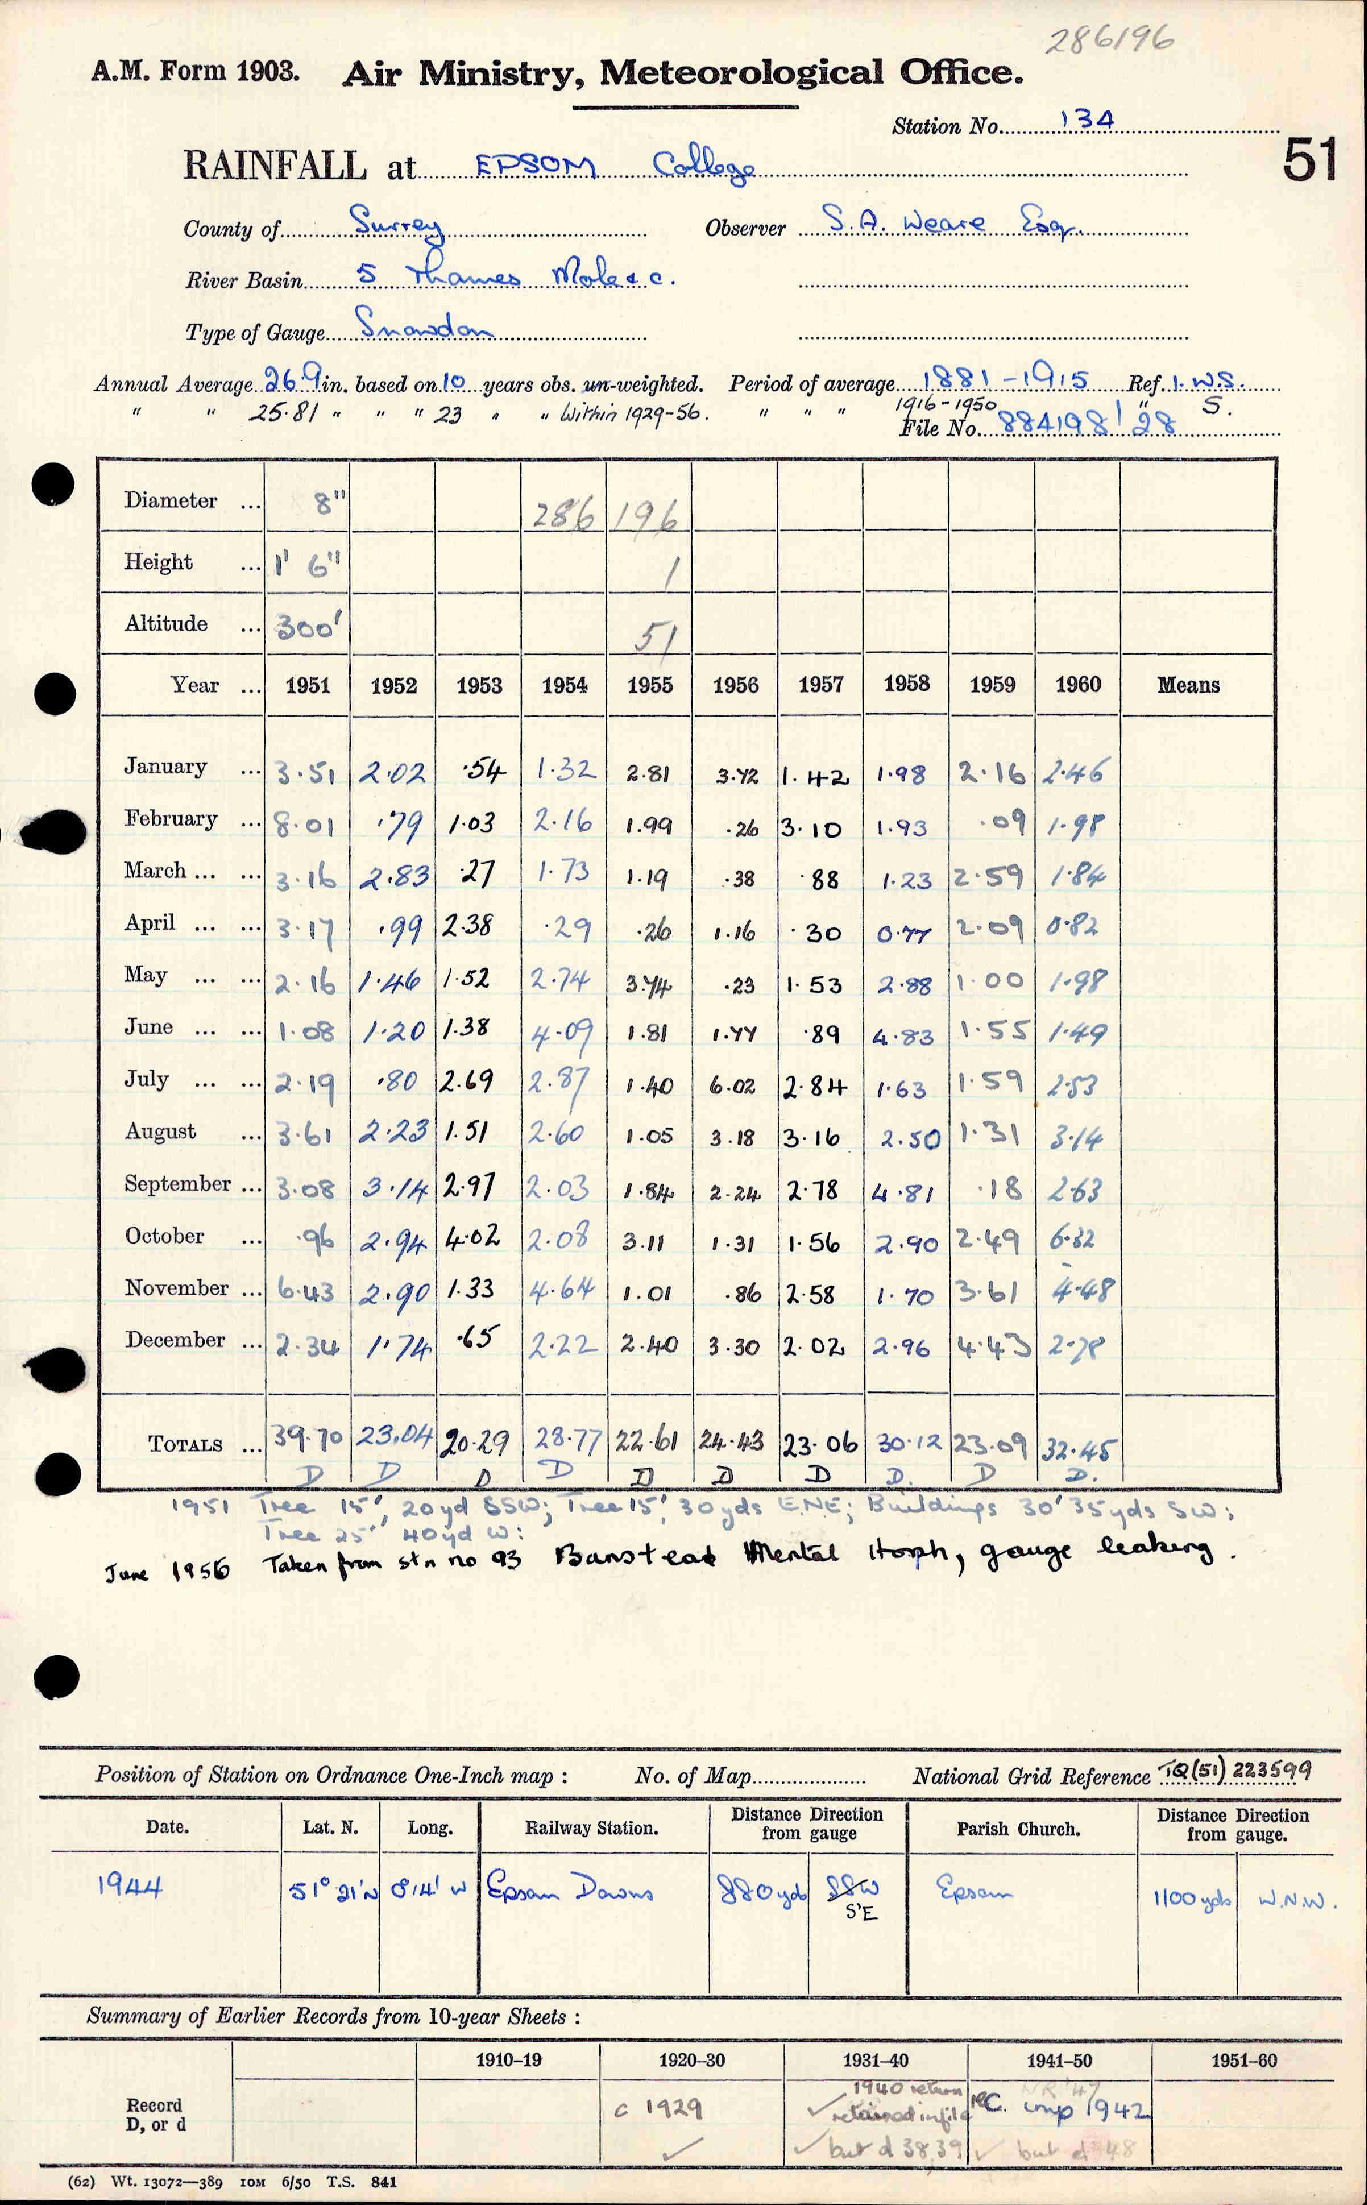 286196
A.M. Form 1903. Air Ministry, Meteorological Office.
Station No. 134
51
RAINFALL at EPSOM College
County of Surrey Observer S.A. Weare Esq.
River Basin 5 Thames Mole &c.
Type of Gauge Snowdon
Annual Average 26.9 in. based on 10 years obs. un-weighted. Period of average 1881-1915 Ref. I.W.S.
" " 25.81 " " " 23 " " Within 1929-56. " " " 1916-1950 " S.
File No. 884198/28
Diameter ... 8" 286 196
Height ... 1' 6" 1
Altitude ... 300' 51
Year ... 1951 1952 1953 1954 1955 1956 1957 1958 1959 1960 Means
January ... 3.51 2.02 .54 1.32 2.81 3.72 1.42 1.98 2.16 2.46
February ... 8.01 .79 1.03 2.16 1.99 .26 3.10 1.93 .09 1.98
March ... ... 3.16 2.83 .27 1.73 1.19 .38 .88 1.23 2.59 1.84
April ... ... 3.17 .99 2.38 .29 .26 1.16 .30 0.77 2.09 0.82
May ... ... 2.16 1.46 1.52 2.74 3.74 .23 1.53 2.88 1.00 1.98
June ... ... 1.08 1.20 1.38 4.09 1.81 1.77 .89 4.83 1.55 1.49
July ... ... 2.19 .80 2.69 2.87 1.40 6.02 2.84 1.63 1.59 2.53
August ... 3.61 2.23 1.51 2.60 1.05 3.18 3.16 2.50 1.31 3.14
September ... 3.08 3.14 2.97 2.03 1.84 2.24 2.78 4.81 .18 2.63
October ... .96 2.94 4.02 2.08 3.11 1.31 1.56 2.90 2.49 6.32
November ... 6.43 2.90 1.33 4.64 1.01 .86 2.58 1.70 3.61 4.48
December ... 2.34 1.74 .65 2.22 2.40 3.30 2.02 2.96 4.43 2.78
TOTALS ... 39.70 23.04 20.29 28.77 22.61 24.43 23.06 30.12 23.09 32.45
D D D D D D D D. D D.
1951 Tree 15', 20yd SSW; Tree 15', 30yds ENE; Buildings 30' 35yds SW;
Tree 25' 40yd W:
June 1956 Taken from stn no 93 Banstead Mental Hosp, gauge leaking.
Position of Station on Ordnance One-Inch map : No. of Map National Grid Reference TQ(51) 223599
Date. Lat. N. Long. Railway Station. Distance Direction from gauge Parish Church. Distance Direction from gauge.
1944 51° 21'N 0°14' W Epsom Downs 880yds SSW Epsom 1100yds W.N.W.
S'E
Summary of Earlier Records from 10-year Sheets :
1910-19 1920-30 1931-40 1941-50 1951-60
Record D, or d c 1929 ✓ 1940 return retained in file NR '47 C. comp 1942
✓ ✓ but d 38,39 ✓ but d 48
(62) Wt. 13072—389 10M 6/50 T.S. 841